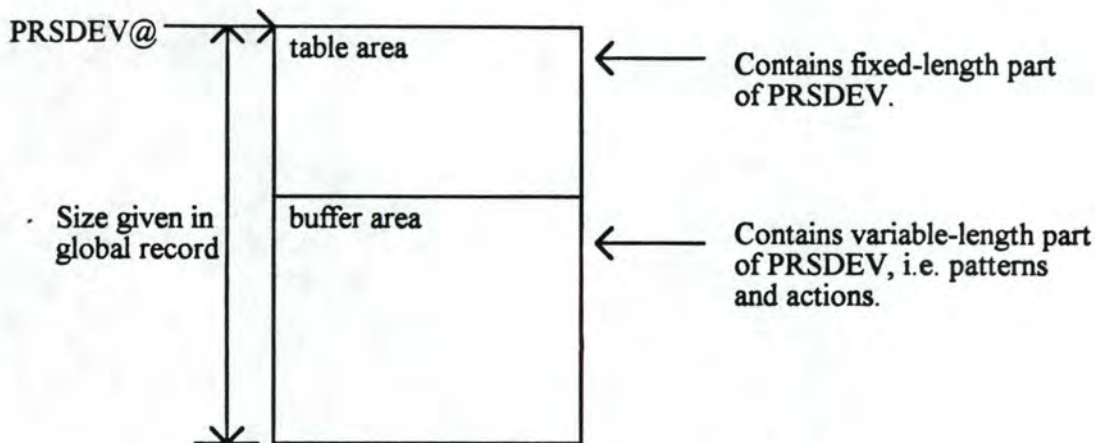 PRSDEV@
table area
Contains fixed-length part
of PRSDEV.
Size given in
global record
buffer area
Contains variable-length part
of PRSDEV, i.e. patterns
and actions.